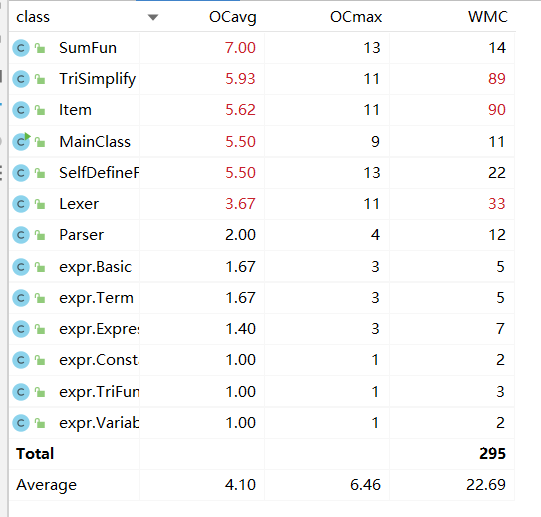 class OCavg OCmax WMC
C SumFun 7.00 13 14
C TriSimplify 5.93 11 89
C Item 5.62 11 90
C MainClass 5.50 9 11
C SelfDefineF 5.50 13 22
C Lexer 3.67 11 33
C Parser 2.00 4 12
C expr.Basic 1.67 3 5
C expr.Term 1.67 3 5
C expr.Expres 1.40 3 7
C expr.Consta 1.00 1 2
C expr.TriFun 1.00 1 3
C expr.Variab 1.00 1 2
Total 295
Average 4.10 6.46 22.69